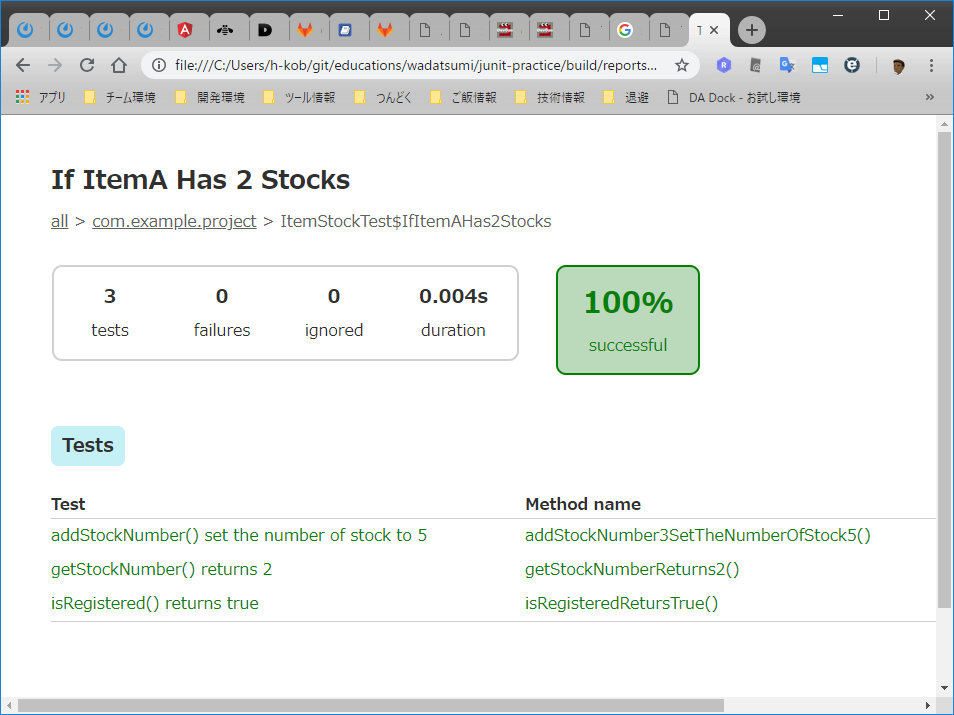 T
file:///C:/Users/h-kob/git/educations/wadatsumi/junit-practice/build/reports...
アプリ チーム環境 開発環境 ツール情報 つんどく ご飯情報 技術情報 退避 DA Dock - お試し環境 »
If ItemA Has 2 Stocks
all > com.example.project > ItemStockTest$IfItemAHas2Stocks
3 0 0 0.004s
tests failures ignored duration
100%
successful
Tests
Test Method name
addStockNumber() set the number of stock to 5 addStockNumber3SetTheNumberOfStock5()
getStockNumber() returns 2 getStockNumberReturns2()
isRegistered() returns true isRegisteredRetursTrue()